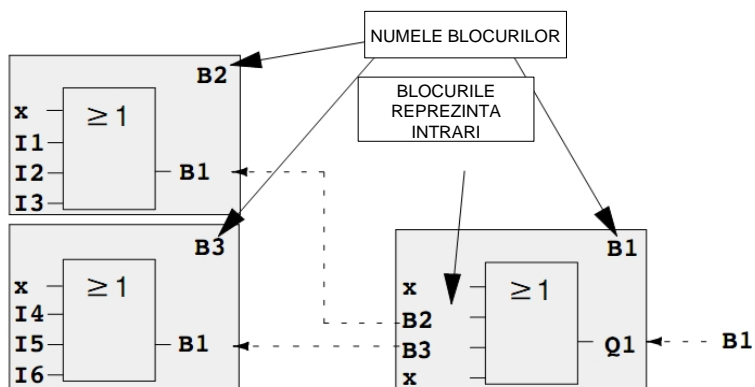 NUMELE BLOCURILOR
BLOCURILE
REPREZINTA
INTRARI
B2
x
≥ 1
I1
I2
B1
I3
B3
x
≥ 1
I4
I5
B1
I6
B1
x
≥ 1
B2
B3
Q1
B1
x